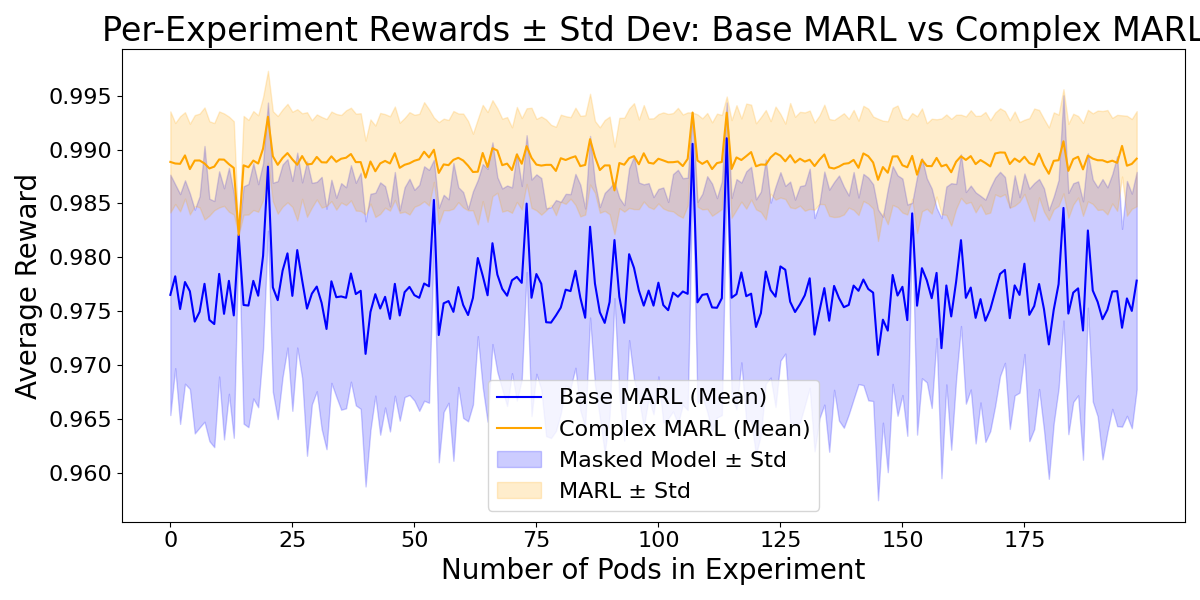 Per-Experiment Rewards ± Std Dev: Base MARL vs Complex MARL
Average Reward
0.995
0.990
0.985
0.980
0.975
0.970
0.965
0.960
Base MARL (Mean)
Complex MARL (Mean)
Masked Model ± Std
MARL ± Std
0 25 50 75 100 125 150 175
Number of Pods in Experiment